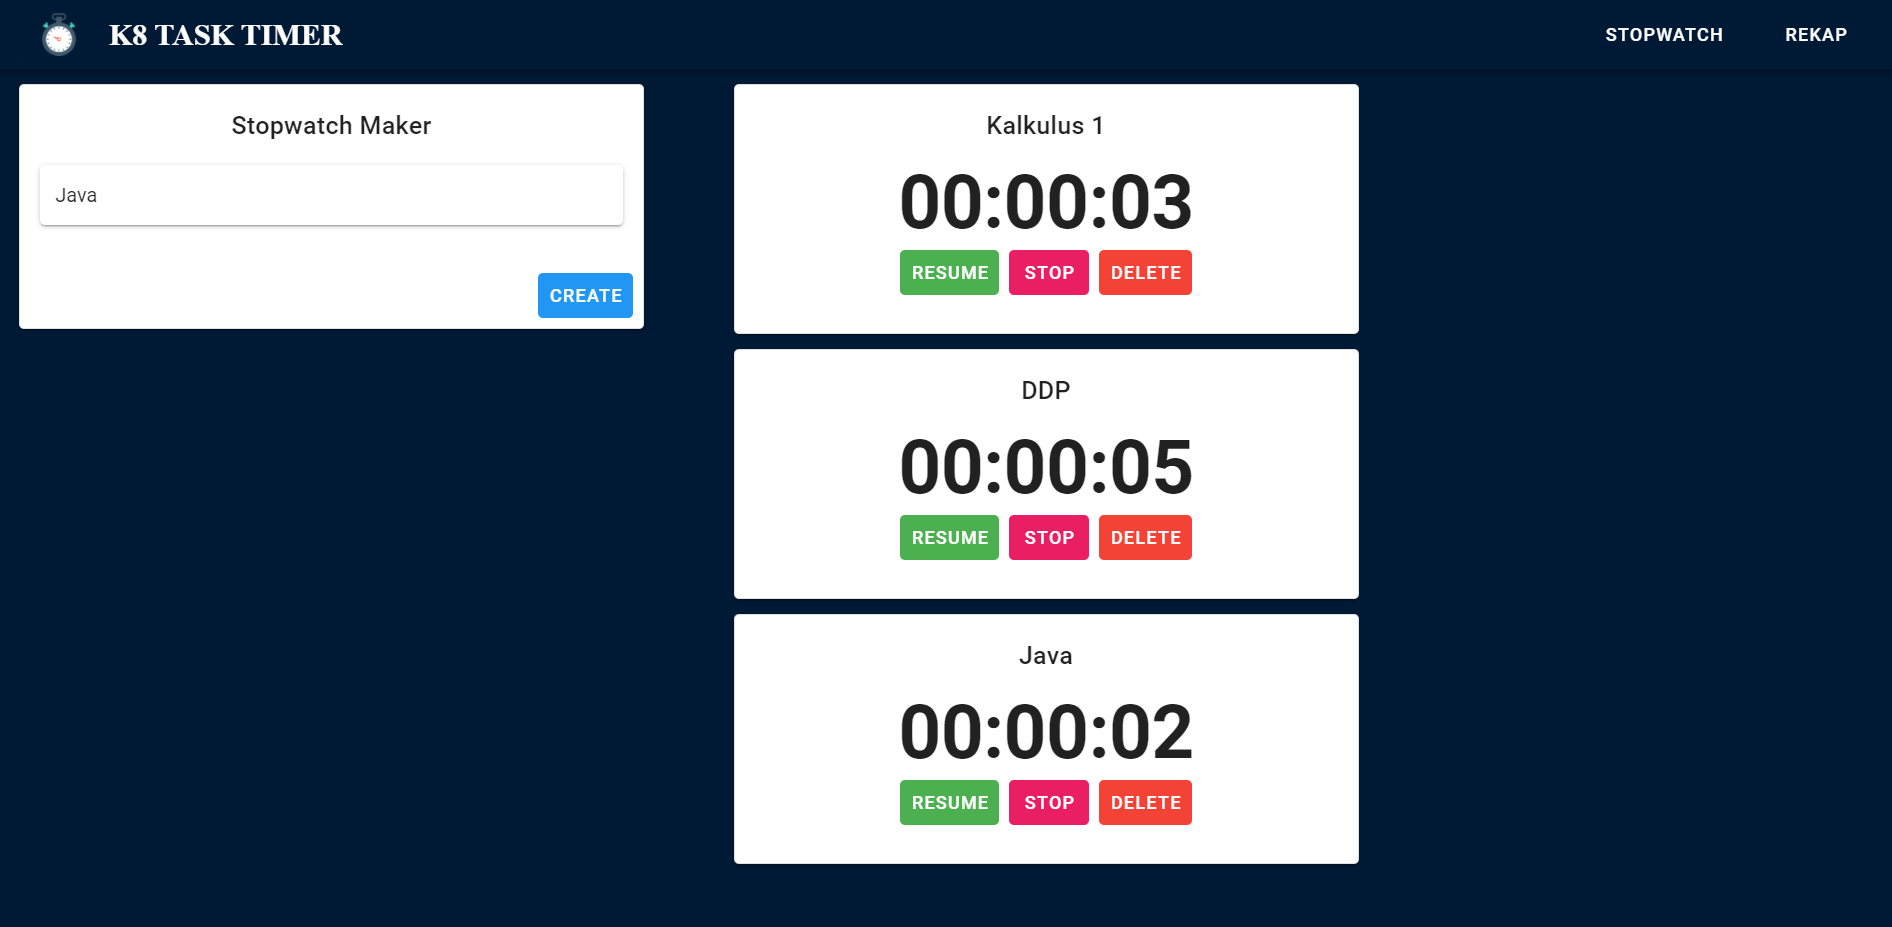 K8 TASK TIMER
STOPWATCH
REKAP
Stopwatch Maker
Java
CREATE
Kalkulus 1
00:00:03
RESUME STOP DELETE
DDP
00:00:05
RESUME STOP DELETE
Java
00:00:02
RESUME STOP DELETE